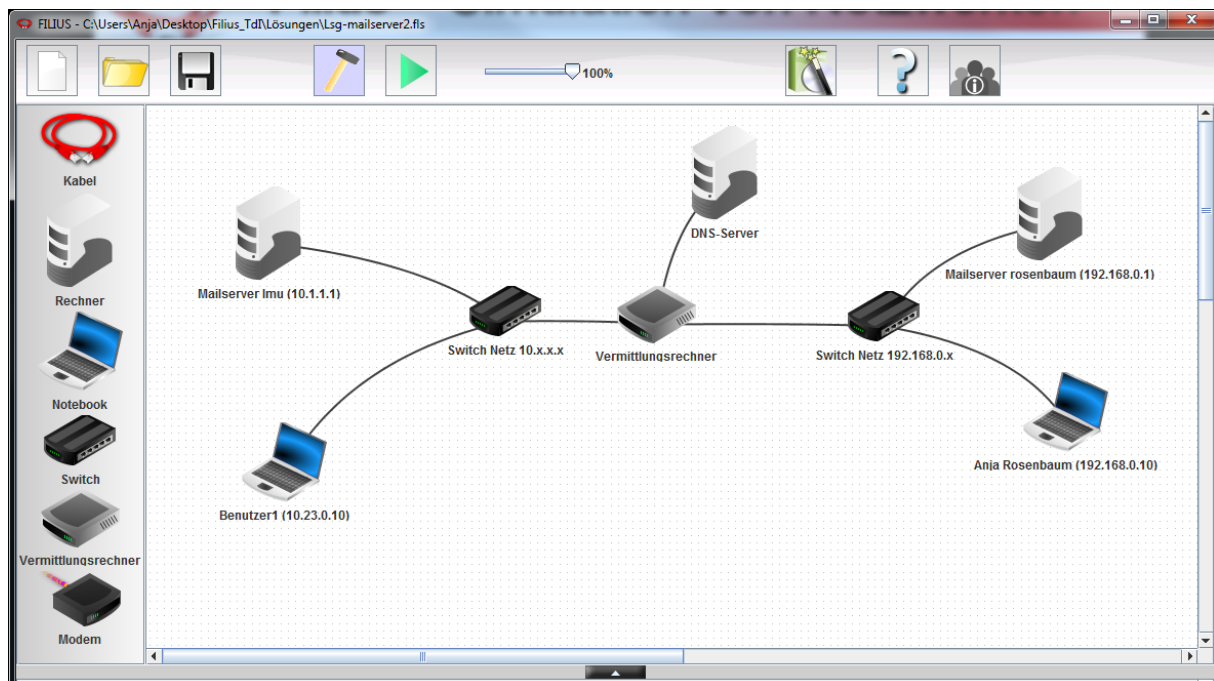 FILIUS - C:\Users\Anja\Desktop\Filius_TdI\Lösungen\Lsg-mailserver2.fls
100%
Kabel
Rechner
Notebook
Switch
Vermittlungsrechner
Modem
DNS-Server
Mailserver lmu (10.1.1.1)
Mailserver rosenbaum (192.168.0.1)
Switch Netz 10.x.x.x
Vermittlungsrechner
Switch Netz 192.168.0.x
Benutzer1 (10.23.0.10)
Anja Rosenbaum (192.168.0.10)